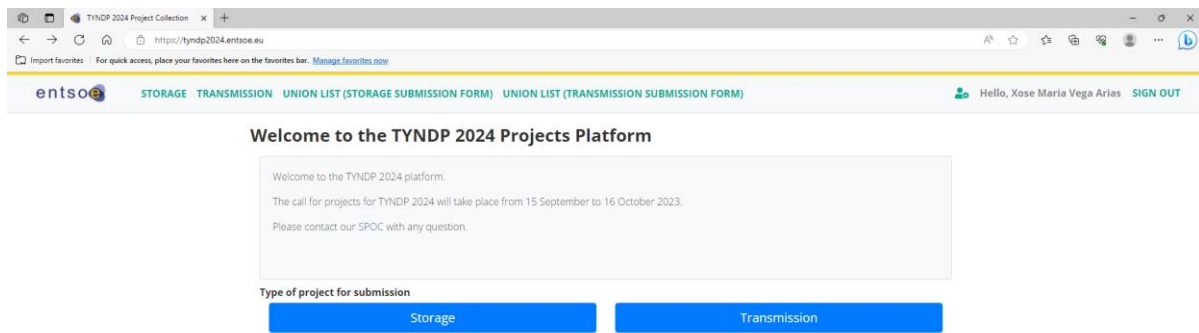 TYNDP 2024 Project Collection
https://tyndp2024.entsoe.eu
Import favorites For quick access, place your favorites here on the favorites bar. Manage favorites now
entsoe STORAGE TRANSMISSION UNION LIST (STORAGE SUBMISSION FORM) UNION LIST (TRANSMISSION SUBMISSION FORM) Hello, Xose Maria Vega Arias SIGN OUT
Welcome to the TYNDP 2024 Projects Platform
Welcome to the TYNDP 2024 platform.
The call for projects for TYNDP 2024 will take place from 15 September to 16 October 2023.
Please contact our SPOC with any question.
Type of project for submission
Storage Transmission